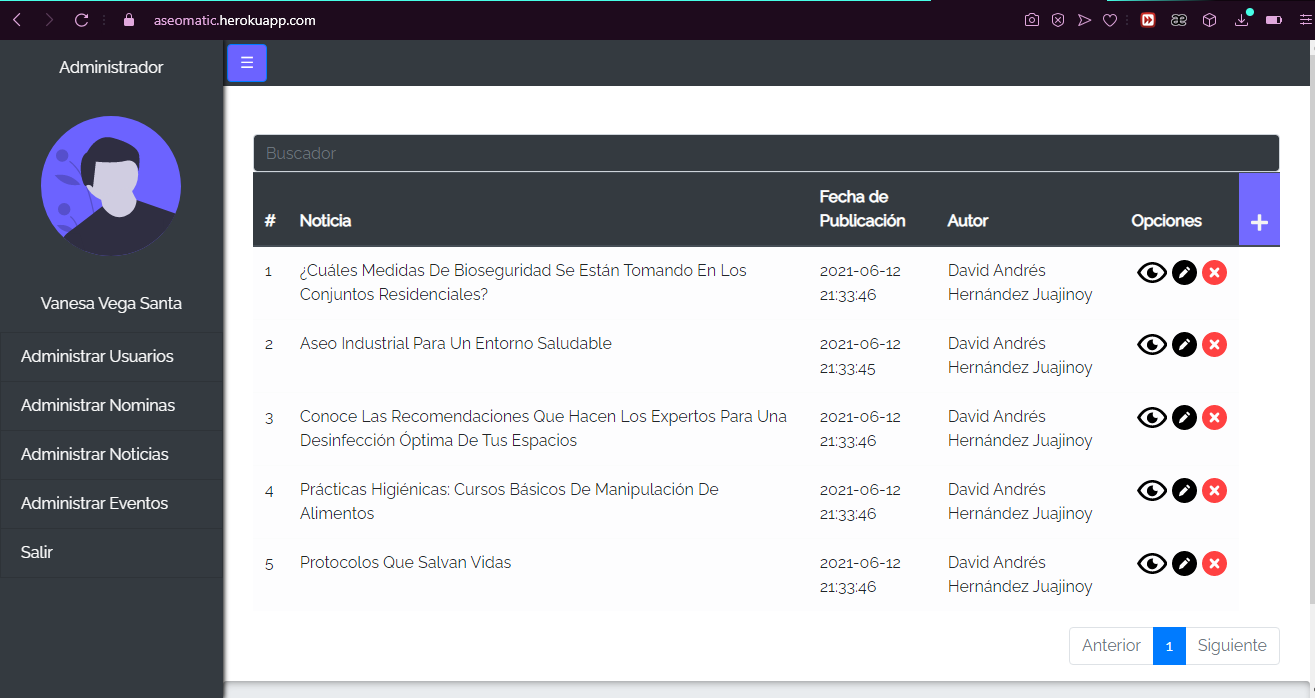 aseomatic.herokuapp.com
Administrador
Vanesa Vega Santa
Administrar Usuarios
Administrar Nominas
Administrar Noticias
Administrar Eventos
Salir
Buscador
# Noticia Fecha de Publicación Autor Opciones +
1 ¿Cuáles Medidas De Bioseguridad Se Están Tomando En Los 2021-06-12 David Andrés
Conjuntos Residenciales? 21:33:46 Hernández Juajinoy
2 Aseo Industrial Para Un Entorno Saludable 2021-06-12 David Andrés
21:33:45 Hernández Juajinoy
3 Conoce Las Recomendaciones Que Hacen Los Expertos Para Una 2021-06-12 David Andrés
Desinfección Óptima De Tus Espacios 21:33:46 Hernández Juajinoy
4 Prácticas Higiénicas: Cursos Básicos De Manipulación De 2021-06-12 David Andrés
Alimentos 21:33:46 Hernández Juajinoy
5 Protocolos Que Salvan Vidas 2021-06-12 David Andrés
21:33:46 Hernández Juajinoy
Anterior 1 Siguiente